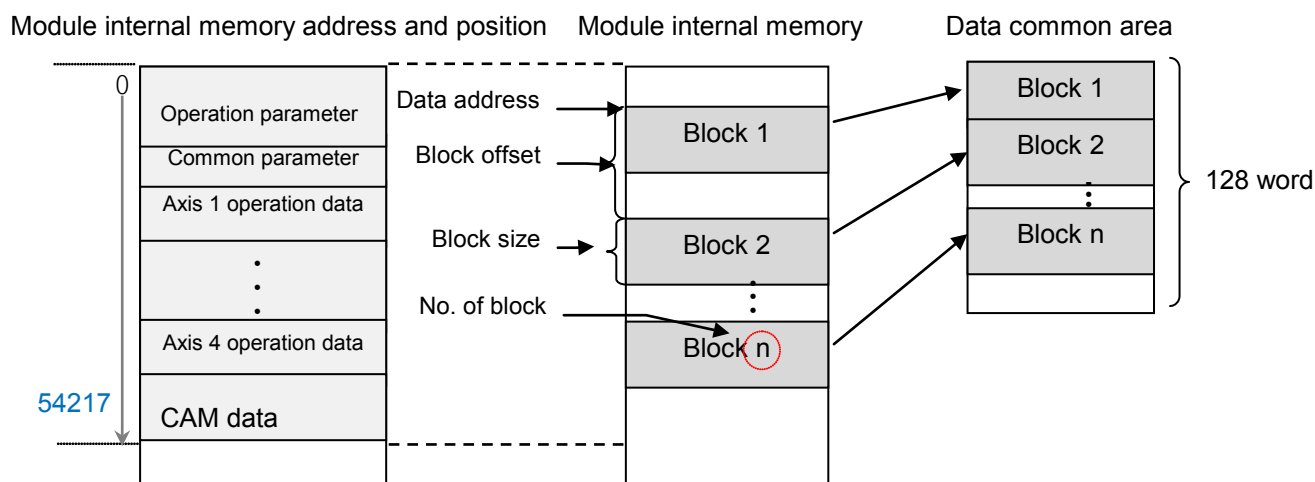 Module internal memory address and position
Module internal memory
Data common area
0
Operation parameter
Common parameter
Axis 1 operation data
Axis 4 operation data
CAM data
54217
Data address
Block offset
Block size
No. of block
Block 1
Block 2
Block n
Block 1
Block 2
Block n
128 word